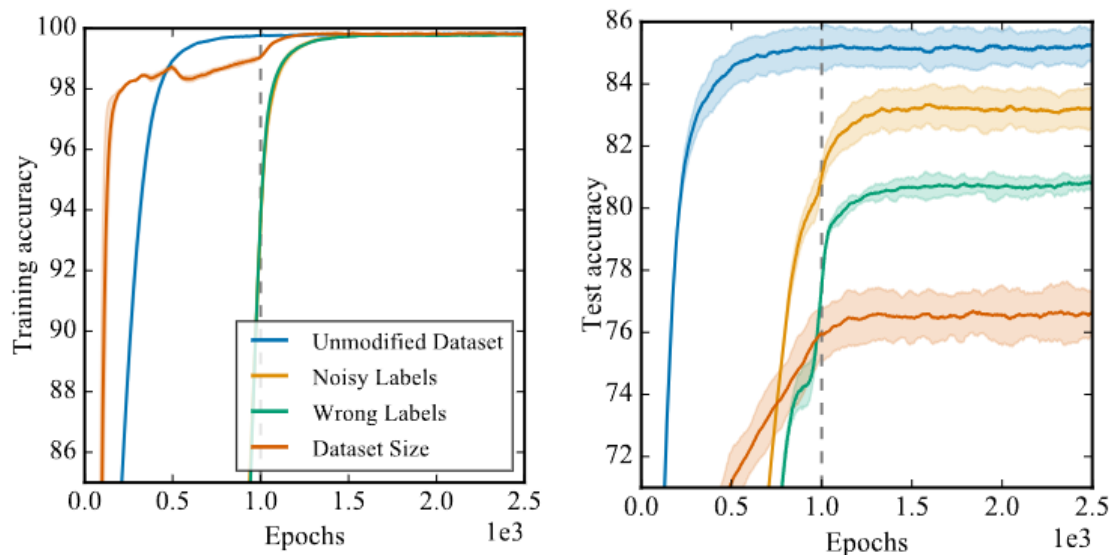 100
98
96
94
92
90
88
86
Training accuracy
Unmodified Dataset
Noisy Labels
Wrong Labels
Dataset Size
0.0 0.5 1.0 1.5 2.0 2.5
Epochs
1e3
86
84
82
80
78
76
74
72
Test accuracy
0.0 0.5 1.0 1.5 2.0 2.5
Epochs
1e3